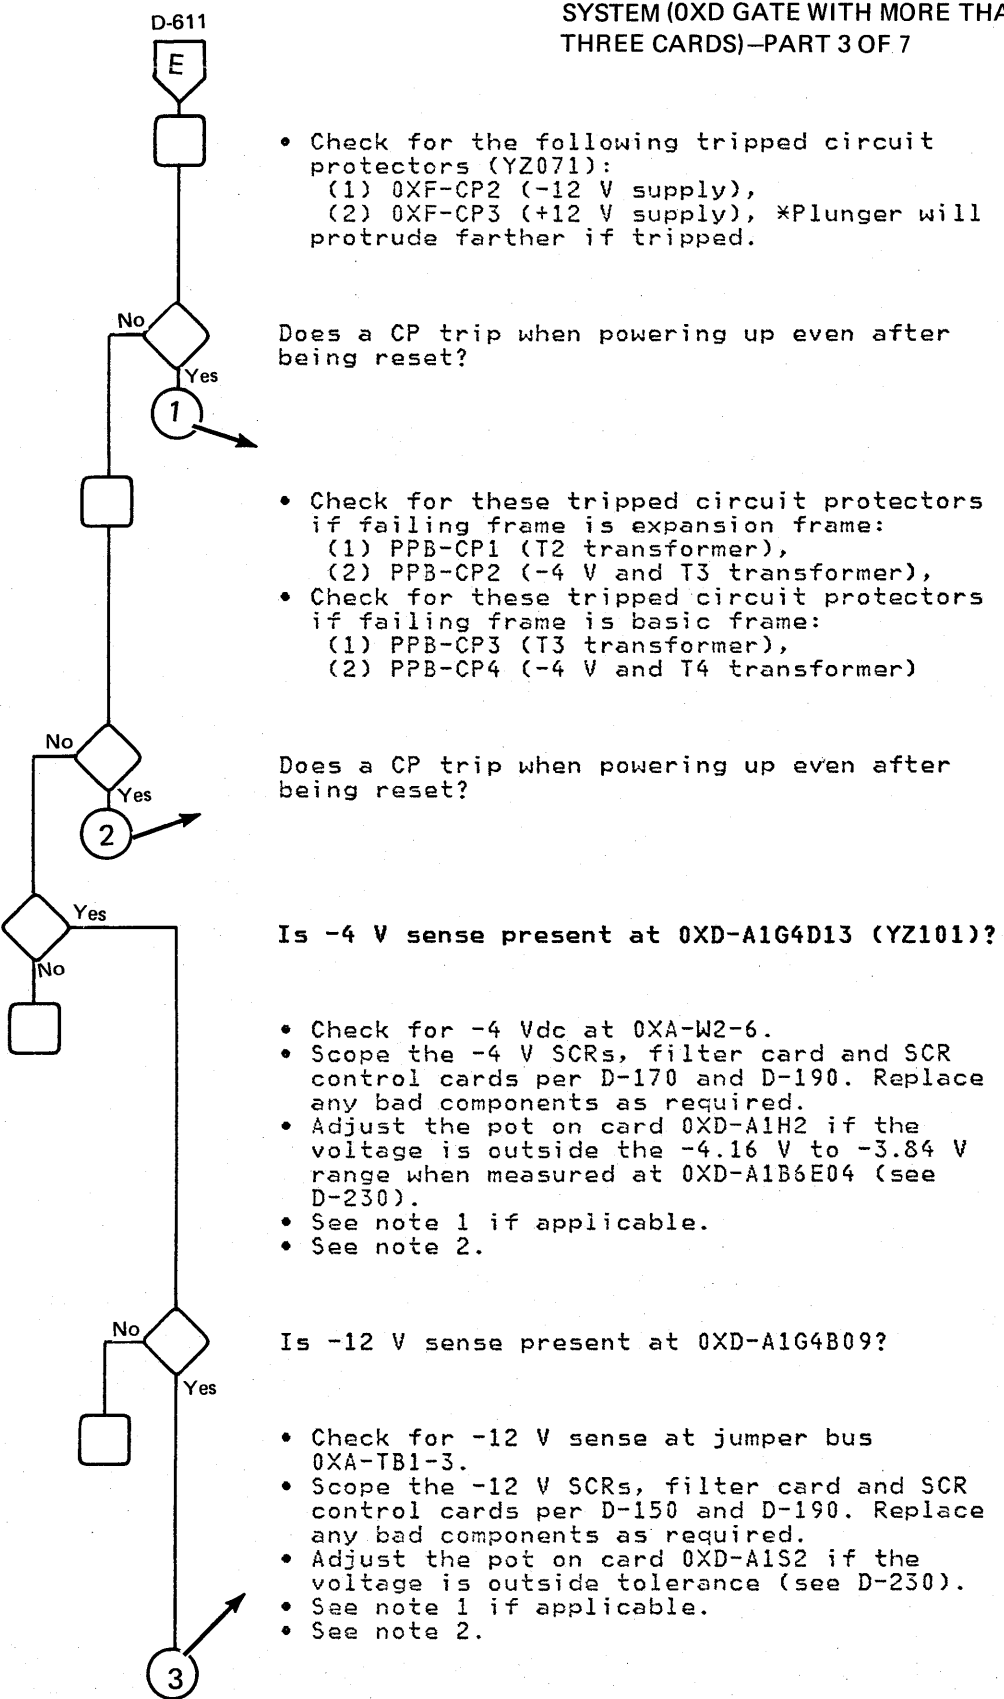 SYSTEM (0XD GATE WITH MORE THA
THREE CARDS)—PART 3 OF 7
D-611
E
• Check for the following tripped circuit
protectors (YZ071):
(1) 0XF-CP2 (-12 V supply),
(2) 0XF-CP3 (+12 V supply), *Plunger will
protrude farther if tripped.
No
Does a CP trip when powering up even after
being reset?
Yes
1
• Check for these tripped circuit protectors
if failing frame is expansion frame:
(1) PPB-CP1 (T2 transformer),
(2) PPB-CP2 (-4 V and T3 transformer),
• Check for these tripped circuit protectors
if failing frame is basic frame:
(1) PPB-CP3 (T3 transformer),
(2) PPB-CP4 (-4 V and T4 transformer)
No
Does a CP trip when powering up even after
being reset?
Yes
2
Yes
Is -4 V sense present at 0XD-A1G4D13 (YZ101)?
No
• Check for -4 Vdc at 0XA-W2-6.
• Scope the -4 V SCRs, filter card and SCR
control cards per D-170 and D-190. Replace
any bad components as required.
• Adjust the pot on card 0XD-A1H2 if the
voltage is outside the -4.16 V to -3.84 V
range when measured at 0XD-A1B6E04 (see
D-230).
• See note 1 if applicable.
• See note 2.
No
Is -12 V sense present at 0XD-A1G4B09?
Yes
• Check for -12 V sense at jumper bus
0XA-TB1-3.
• Scope the -12 V SCRs, filter card and SCR
control cards per D-150 and D-190. Replace
any bad components as required.
• Adjust the pot on card 0XD-A1S2 if the
voltage is outside tolerance (see D-230).
• See note 1 if applicable.
• See note 2.
3